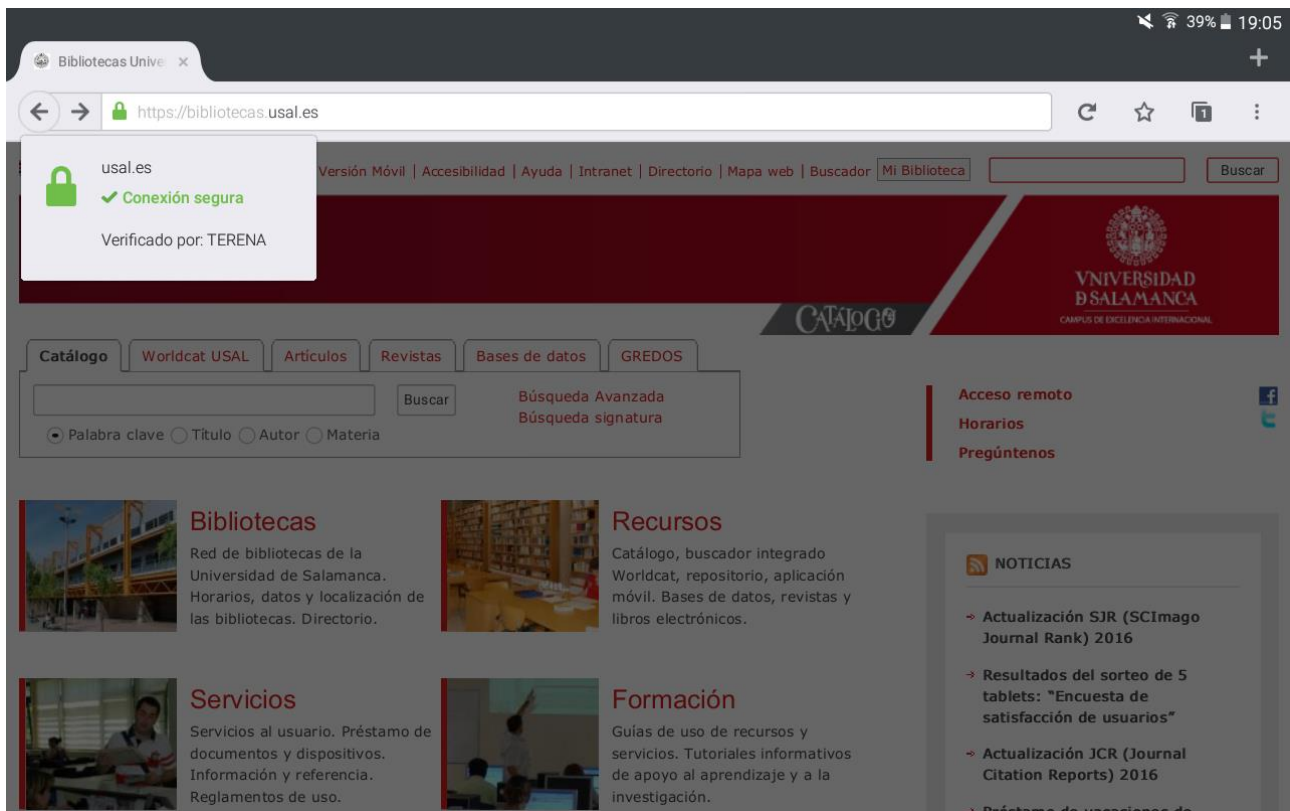 39% 19:05
Bibliotecas Unive
https://bibliotecas.usal.es
1
usal.es
Conexión segura
Verificado por: TERENA
Versión Móvil | Accesibilidad | Ayuda | Intranet | Directorio | Mapa web | Buscador Mi Biblioteca Buscar
VNIVERSIDAD
D SALAMANCA
CAMPUS DE EXCELENCIA INTERNACIONAL
CATÁLOGO
Catálogo Worldcat USAL Artículos Revistas Bases de datos GREDOS
Buscar
Búsqueda Avanzada
Búsqueda signatura
Palabra clave Título Autor Materia
Acceso remoto
Horarios
Pregúntenos
Bibliotecas
Red de bibliotecas de la
Universidad de Salamanca.
Horarios, datos y localización de
las bibliotecas. Directorio.
Recursos
Catálogo, buscador integrado
Worldcat, repositorio, aplicación
móvil. Bases de datos, revistas y
libros electrónicos.
Servicios
Servicios al usuario. Préstamo de
documentos y dispositivos.
Información y referencia.
Reglamentos de uso.
Formación
Guías de uso de recursos y
servicios. Tutoriales informativos
de apoyo al aprendizaje y a la
investigación.
NOTICIAS
Actualización SJR (SCImago
Journal Rank) 2016
Resultados del sorteo de 5
tablets: "Encuesta de
satisfacción de usuarios"
Actualización JCR (Journal
Citation Reports) 2016
Préstamo de vacaciones de